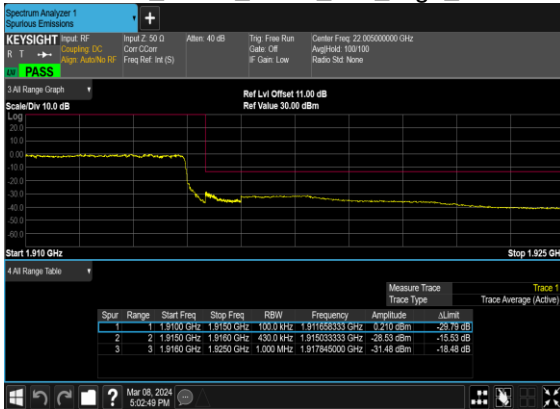 Spectrum Analyzer 1
Spurious Emissions
+
KEYSIGHT
R T
LXI PASS
Input: RF
Coupling: DC
Align: Auto/No RF
Input Z: 50 Ω
Corr CCorr
Freq Ref: Int (S)
Atten: 40 dB
Trig: Free Run
Gate: Off
IF Gain: Low
Center Freq: 22.005000000 GHz
Avg|Hold: 100/100
Radio Std: None
3 All Range Graph
Scale/Div 10.0 dB
Ref Lvl Offset 11.00 dB
Ref Value 30.00 dBm
Log
20.0
10.0
0.00
-10.0
-20.0
-30.0
-40.0
-50.0
-60.0
Start 1.910 GHz
Stop 1.925 GH
4 All Range Table
Measure Trace Trace 1
Trace Type Trace Average (Active)
Spur Range Start Freq Stop Freq RBW Frequency Amplitude ΔLimit
1 1 1.9100 GHz 1.9150 GHz 100.0 kHz 1.911658333 GHz 0.210 dBm -29.79 dB
2 2 1.9150 GHz 1.9160 GHz 430.0 kHz 1.915033333 GHz -28.53 dBm -15.53 dB
3 3 1.9160 GHz 1.9250 GHz 1.000 MHz 1.917845000 GHz -31.48 dBm -18.48 dB
?
Mar 08, 2024
5:02:49 PM